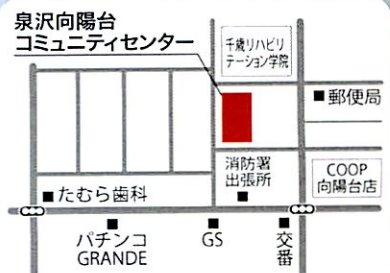 泉沢向陽台
コミュニティセンター
千歳リハビリ
テーション学院
郵便局
消防署
出張所
COOP
向陽台店
たむら歯科
パチンコ
GRANDE
GS
交
番